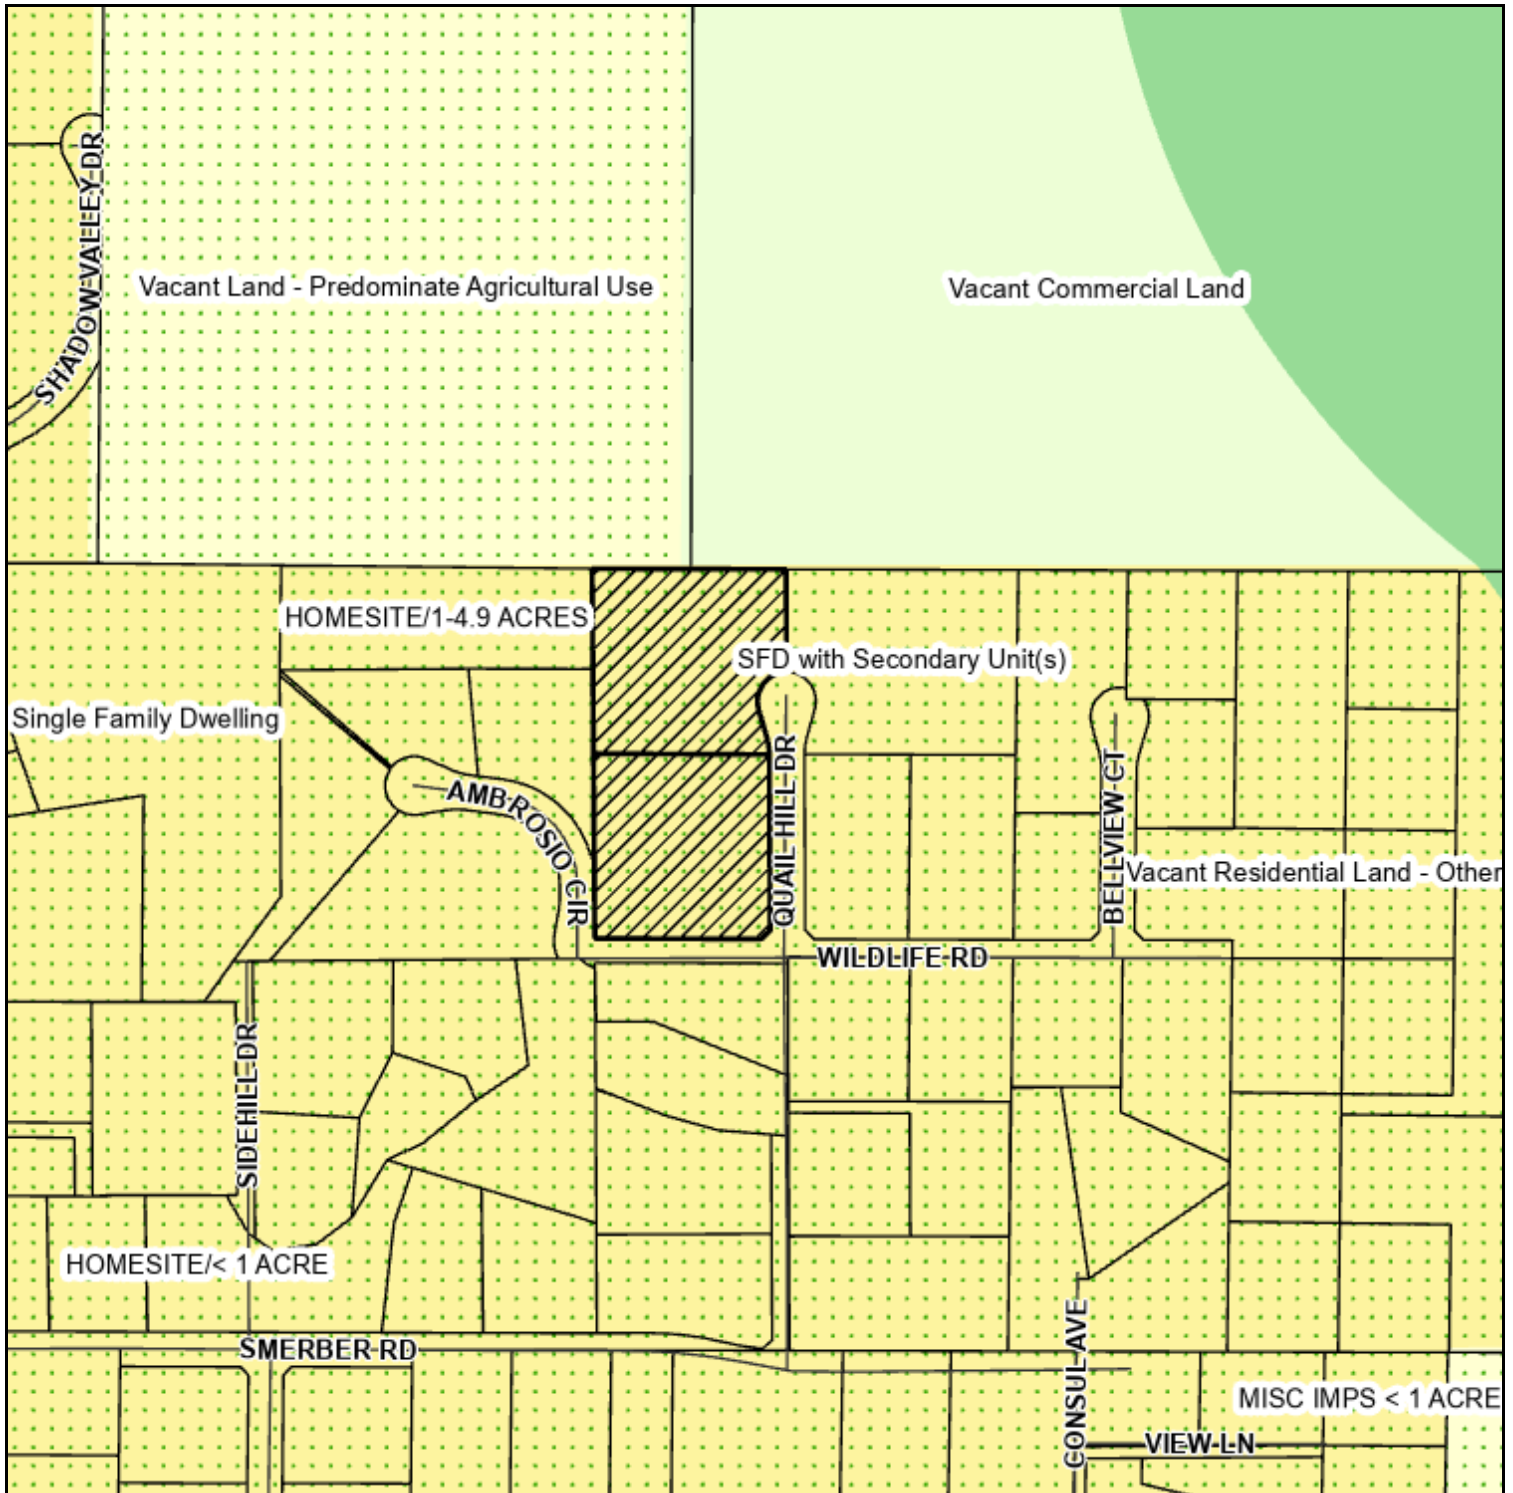 SHADOW VALLEY DR
Vacant Land - Predominate Agricultural Use
Vacant Commercial Land
HOMESITE/1-4.9 ACRES
SFD with Secondary Unit(s)
Single Family Dwelling
AMBROSIO CIR
QUAIL HILL DR
BELLVIEW CT
Vacant Residential Land - Other
WILDLIFE RD
SIDEHILL DR
HOMESITE/< 1 ACRE
SMERBER RD
CONSUL AVE
MISC IMPS < 1 ACRE
VIEW LN